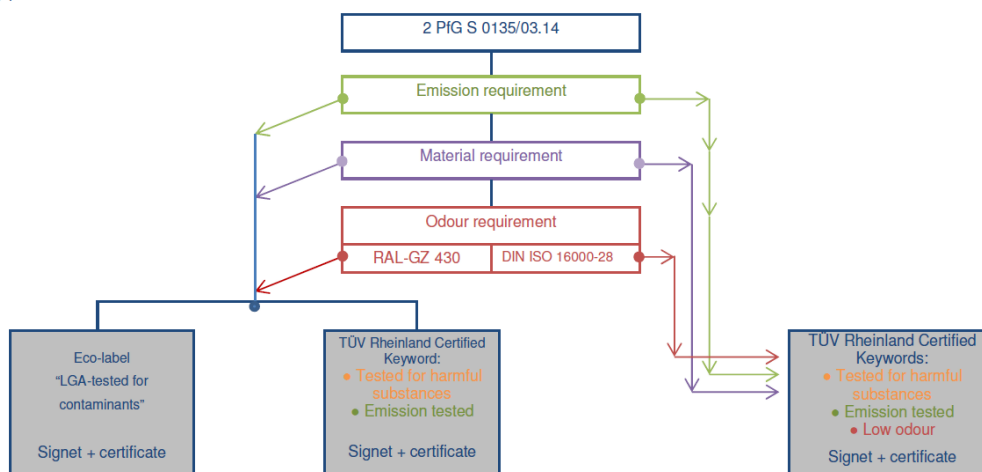 2 PfG S 0135/03.14
Emission requirement
Material requirement
Odour requirement
RAL-GZ 430
DIN ISO 16000-28
Eco-label
“LGA-tested for
contaminants”
Signet + certificate
TÜV Rheinland Certified
Keyword:
● Tested for harmful
substances
● Emission tested
Signet + certificate
TÜV Rheinland Certified
Keywords:
● Tested for harmful
substances
● Emission tested
● Low odour
Signet + certificate